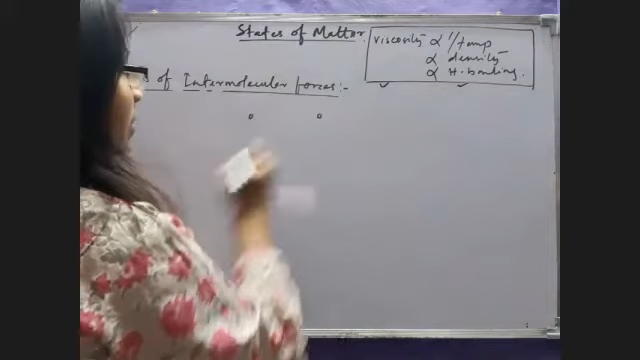 States of Matter
viscosity α 1/temp
α density
α H. bonding.
of Intermolecular forces:-